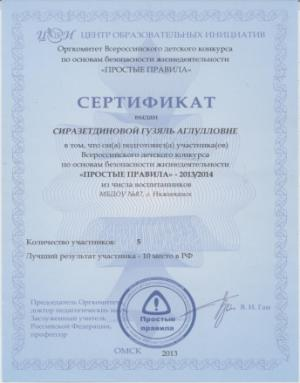 ЦЕНТР ОБРАЗОВАТЕЛЬНЫХ ИНИЦИАТИВ
Оргкомитет Всероссийского детского конкурса
по основам безопасности жизнедеятельности
«ПРОСТЫЕ ПРАВИЛА»
СЕРТИФИКАТ
выдан
СИРАЗЕТДИНОВОЙ ГУЗЯЛЬ АГЛУЛЛОВНЕ
в том, что он(а) подготовил(а) участника(ов)
Всероссийского детского конкурса
по основам безопасности жизнедеятельности
«ПРОСТЫЕ ПРАВИЛА» - 2013/2014
из числа воспитанников
МБДОУ №87, г. Нижнекамск
Количество участников: 5
Лучший результат участника - 10 место в РФ
Председатель Оргкомитета
доктор педагогических наук
Заслуженный учитель
Российской Федерации,
профессор
Простые
правила
В. И. Ган
ОМСК 2013